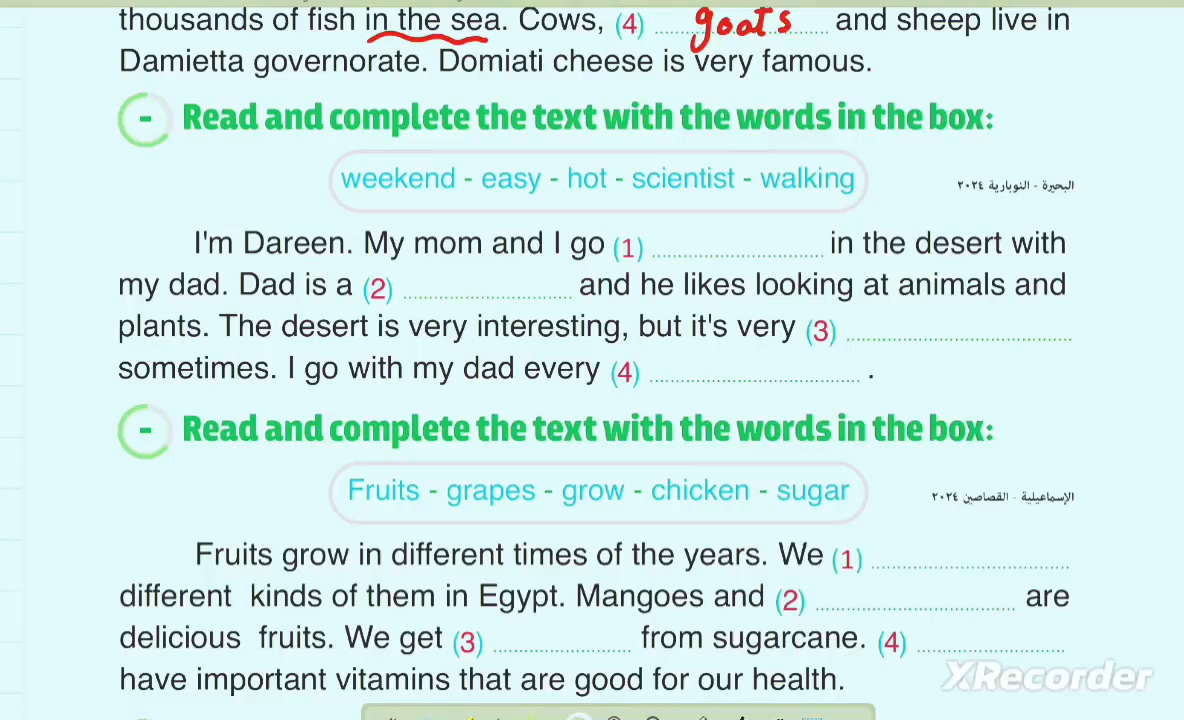 thousands of fish in the sea. Cows, (4) goats and sheep live in
Damietta governorate. Domiati cheese is very famous.
- Read and complete the text with the words in the box:
weekend - easy - hot - scientist - walking
البحيرة - النوبارية ٢٠٢٤
I'm Dareen. My mom and I go (1) .............................. in the desert with
my dad. Dad is a (2) .............................. and he likes looking at animals and
plants. The desert is very interesting, but it's very (3) ..............................
sometimes. I go with my dad every (4) .............................. .
- Read and complete the text with the words in the box:
Fruits - grapes - grow - chicken - sugar
الإسماعيلية - القصاصين ٢٠٢٤
Fruits grow in different times of the years. We (1) ..............................
different kinds of them in Egypt. Mangoes and (2) .............................. are
delicious fruits. We get (3) .............................. from sugarcane. (4) ..............................
have important vitamins that are good for our health.
XRecorder